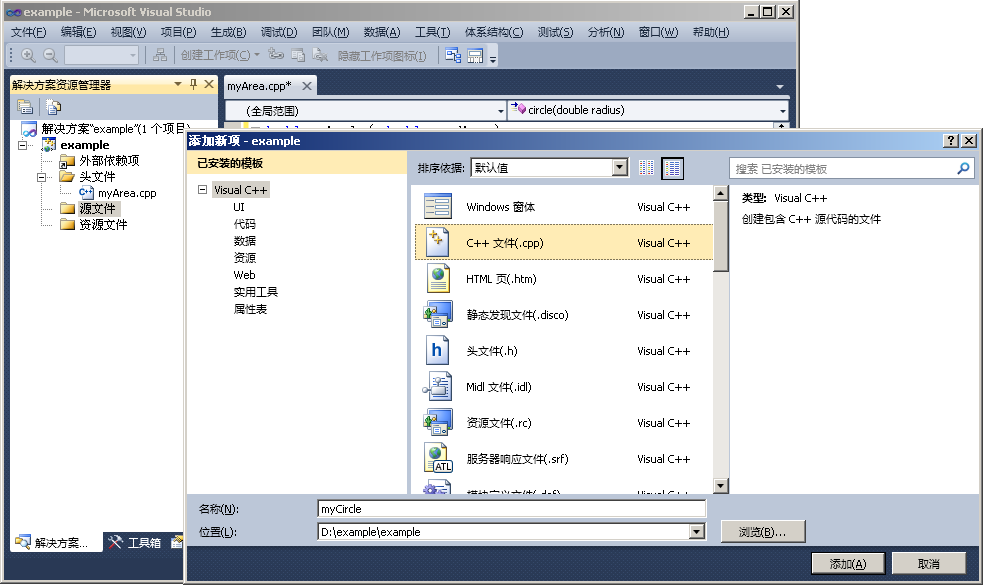 example - Microsoft Visual Studio
文件(F) 编辑(E) 视图(V) 项目(P) 生成(B) 调试(D) 团队(M) 数据(A) 工具(T) 体系结构(C) 测试(S) 分析(N) 窗口(W) 帮助(H)
创建工作项(C) 隐藏工作项图标(I)
解决方案资源管理器
myArea.cpp*
(全局范围)
circle(double radius)
解决方案"example"(1 个项目)
example
外部依赖项
头文件
myArea.cpp
源文件
资源文件
解决方案...
工具箱
添加新项 - example
已安装的模板
Visual C++
UI
代码
数据
资源
Web
实用工具
属性表
排序依据: 默认值
搜索 已安装的模板
Windows 窗体 Visual C++
C++ 文件(.cpp) Visual C++
HTML 页(.htm) Visual C++
静态发现文件(.disco) Visual C++
头文件(.h) Visual C++
Midl 文件(.idl) Visual C++
资源文件(.rc) Visual C++
服务器响应文件(.srf) Visual C++
模块定义文件(.def) Visual C++
类型: Visual C++
创建包含 C++ 源代码的文件
名称(N): myCircle
位置(L): D:\example\example
浏览(B)...
添加(A) 取消